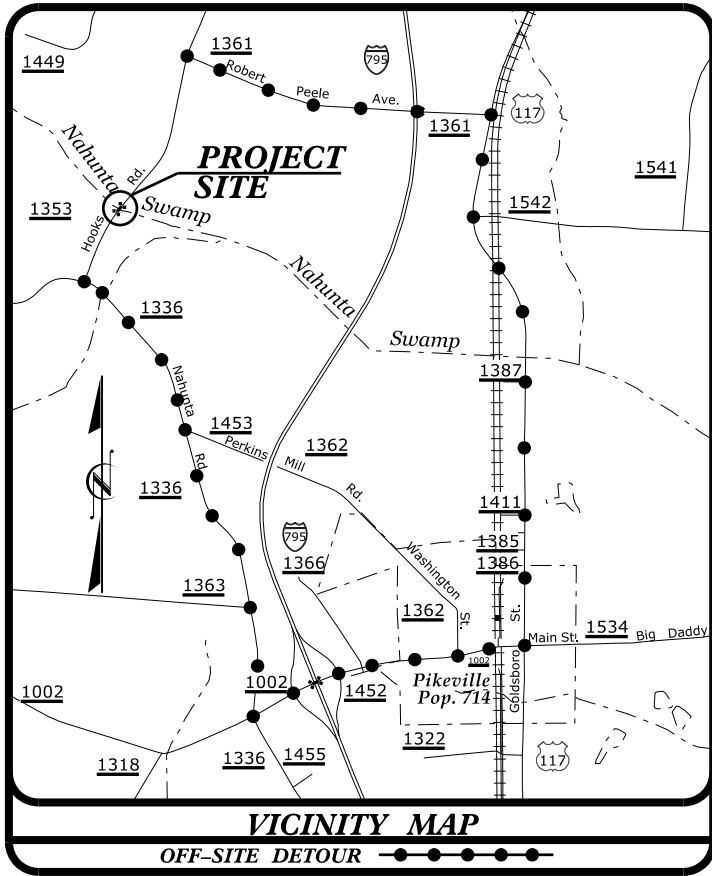 1449
1361
795
Robert Peele Ave.
1361
117
Nahunta Swamp
Rd.
PROJECT
SITE
1541
1353
Hooks
1542
Nahunta Swamp
1336
1387
Nahunta Rd
1453
Perkins Mill Rd.
1362
1336
1411
795
1385
1366
1386
Washington St.
1363
1362
St.
1534
Main St.
Big Daddy
1002
1002
1002
1452
Pikeville
Pop. 714
Goldsboro
1322
1318
1336
1455
117
VICINITY MAP
OFF–SITE DETOUR